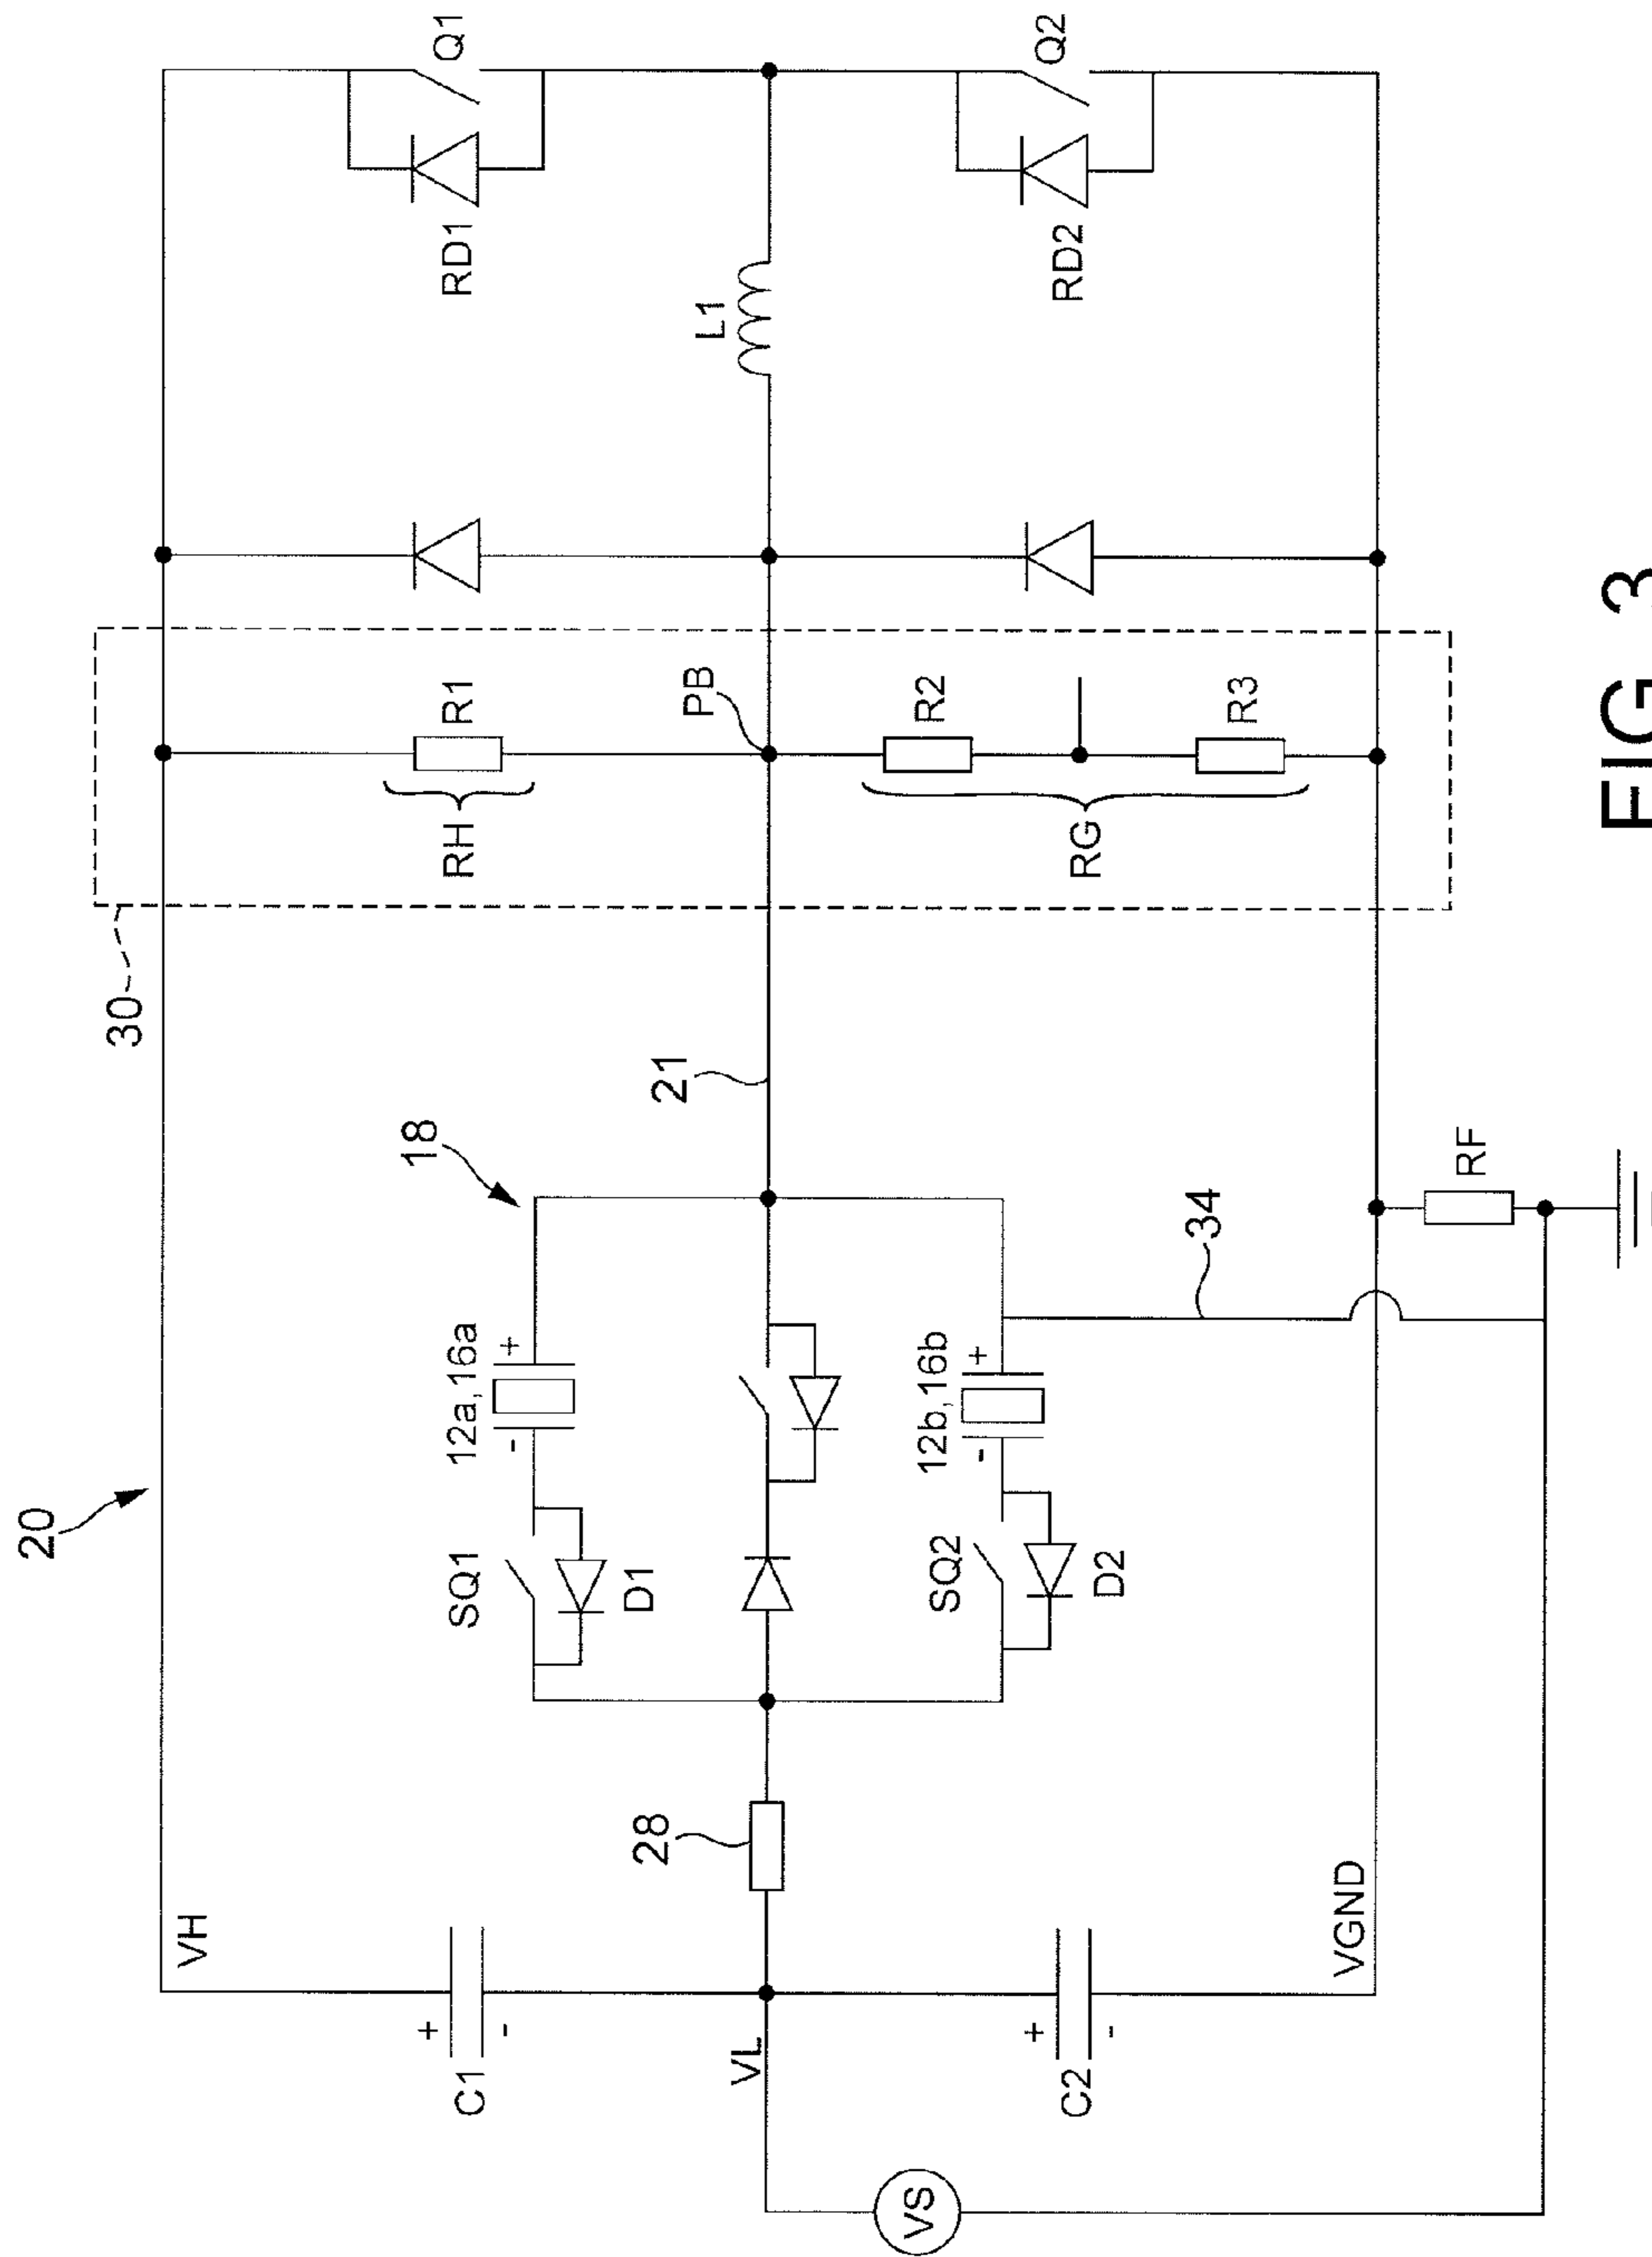 20
30
VH
C1
+
-
SQ1
D1
12a,16a
-
+
18
RH
R1
RD1
Q1
VL
28
21
PB
L1
VS
C2
+
-
SQ2
D2
12b,16b
-
+
34
RG
R2
R3
RD2
Q2
VGND
RF
FIG 3